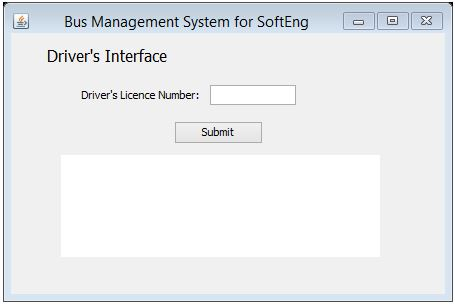 Bus Management System for SoftEng
Driver's Interface
Driver's Licence Number:
Submit